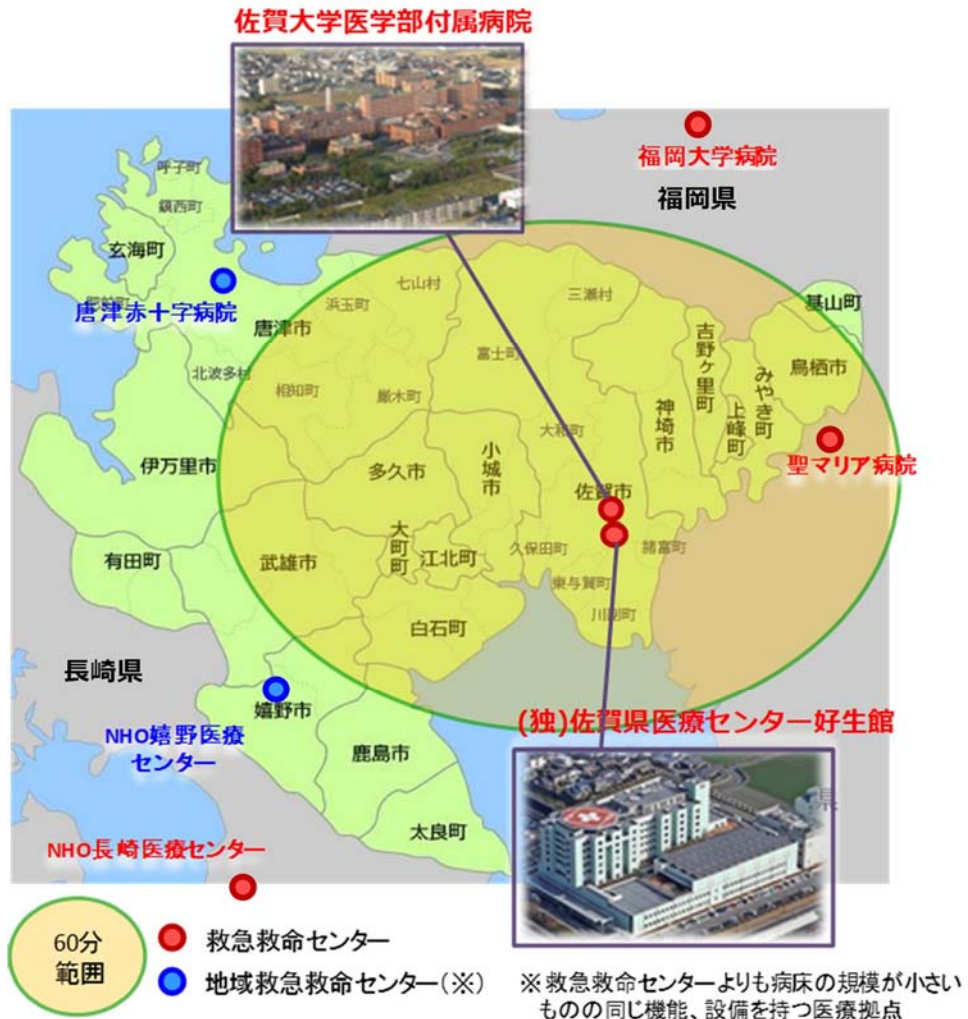 佐賀大学医学部付属病院
福岡大学病院
福岡県
呼子町
鎮西町
玄海町
唐津赤十字病院
唐津市
浜玉町
七山村
三瀬村
基山町
鳥栖市
吉野ヶ里町
みやき町
上峰町
神埼市
富士町
北波多村
相知町
厳木町
大和町
聖マリア病院
伊万里市
多久市
小城市
佐賀市
有田町
武雄市
大町町
江北町
久保田町
諸富町
東与賀町
川副町
白石町
長崎県
嬉野市
NHO嬉野医療
センター
鹿島市
(独)佐賀県医療センター好生館
太良町
県
NHO長崎医療センター
60分
範囲
救急救命センター
地域救急救命センター(※)
※救急救命センターよりも病床の規模が小さい
ものの同じ機能、設備を持つ医療拠点